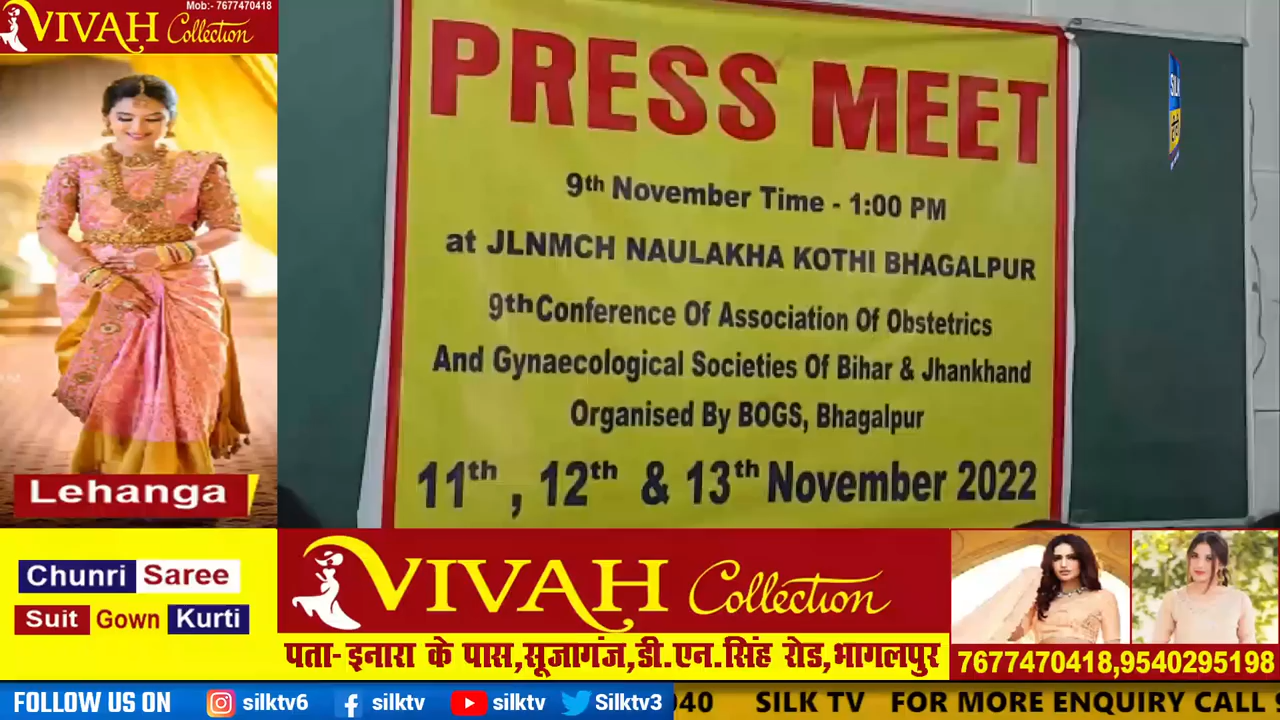 Mob:- 7677470418
VIVAH Collection
PRESS MEET
9th November Time - 1:00 PM
at JLNMCH NAULAKHA KOTHI BHAGALPUR
9th Conference Of Association Of Obstetrics
And Gynaecological Societies Of Bihar & Jhankhand
Organised By BOGS, Bhagalpur
11th , 12th & 13th November 2022
SILK
टीवी
Lehanga
Chunri Saree
Suit Gown Kurti
VIVAH Collection
पता- इनारा के पास,सूजागंज,डी.एन.सिंह रोड,भागलपुर
7677470418,9540295198
FOLLOW US ON silktv6 silktv silktv Silktv3
040 SILK TV FOR MORE ENQUIRY CALL